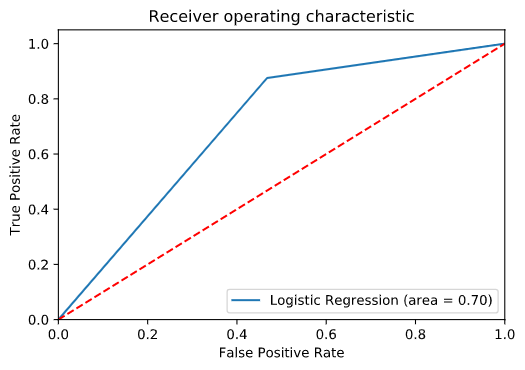 Receiver operating characteristic
1.0
0.8
0.6
0.4
0.2
0.0
True Positive Rate
Logistic Regression (area = 0.70)
0.0 0.2 0.4 0.6 0.8 1.0
False Positive Rate